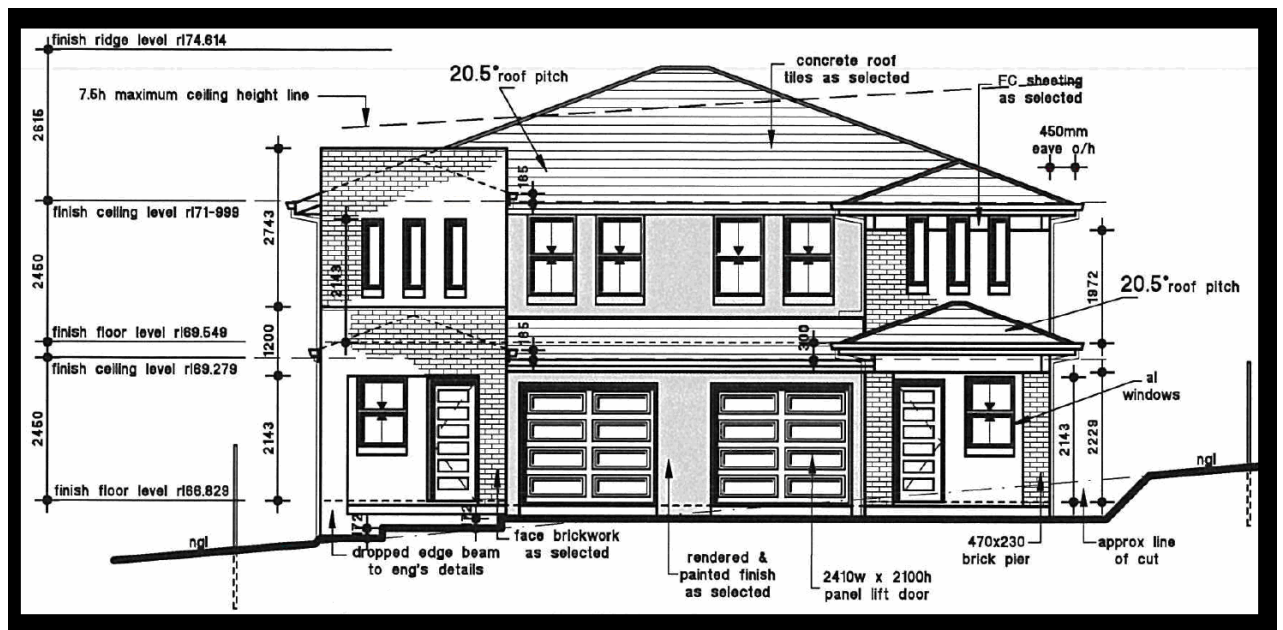 finish ridge level rl74.614
concrete roof
tiles as selected
20.5° roof pitch
FC sheeting
as selected
7.5h maximum ceiling height line
450mm
eave o/h
2615
185
finish ceiling level rl71-999
2743
2450
2143
1972
20.5° roof pitch
finish floor level rl69.549
1200
185
300
finish ceiling level rl69.279
al
windows
2450
2143
2143
2229
ngl
finish floor level rl66.829
172
172
ngl
dropped edge beam
to eng's details
face brickwork
as selected
rendered &
painted finish
as selected
2410w x 2100h
panel lift door
470x230
brick pier
approx line
of cut